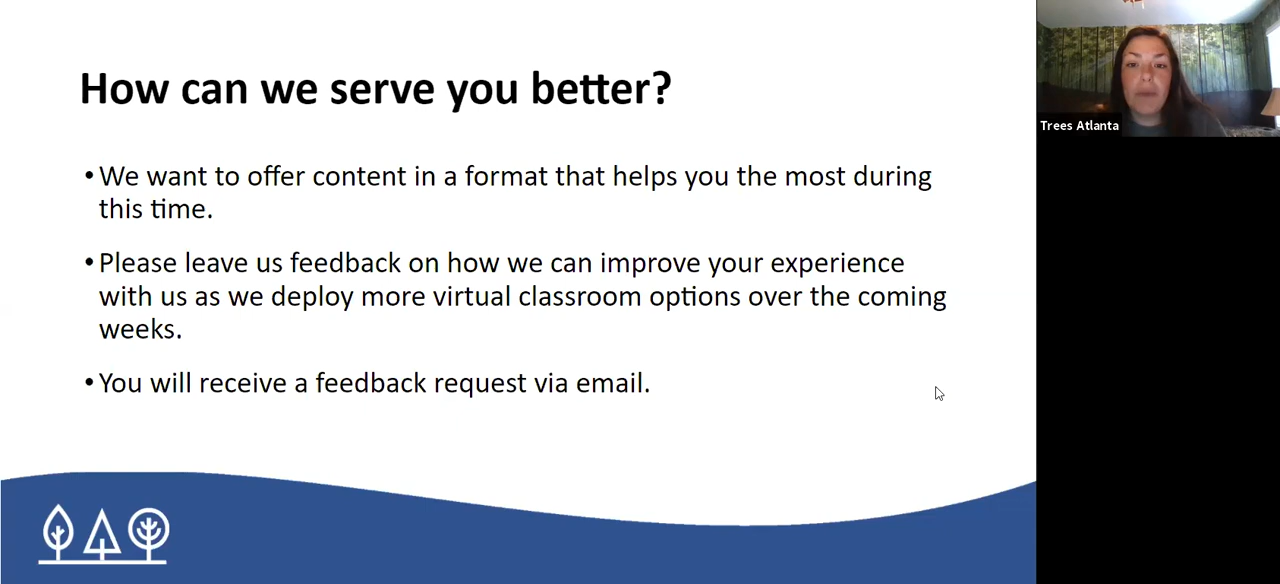 How can we serve you better?
• We want to offer content in a format that helps you the most during
this time.
• Please leave us feedback on how we can improve your experience
with us as we deploy more virtual classroom options over the coming
weeks.
• You will receive a feedback request via email.
Trees Atlanta